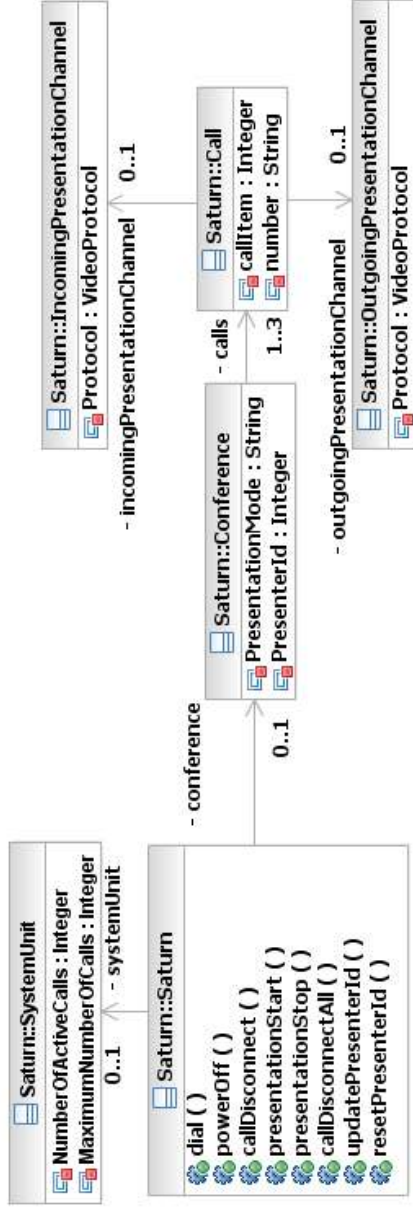 Saturn::SystemUnit
NumberOfActiveCalls : Integer
MaximumNumberOfCalls : Integer
0..1
- systemUnit
Saturn::Saturn
dial ( )
powerOff ( )
callDisconnect ( )
presentationStart ( )
presentationStop ( )
callDisconnectAll ( )
updatePresenterId ( )
resetPresenterId ( )
- conference
0..1
Saturn::Conference
PresentationMode : String
PresenterId : Integer
- calls
1..3
Saturn::Call
callItem : Integer
number : String
- incomingPresentationChannel
0..1
Saturn::IncomingPresentationChannel
Protocol : VideoProtocol
- outgoingPresentationChannel
0..1
Saturn::OutgoingPresentationChannel
Protocol : VideoProtocol